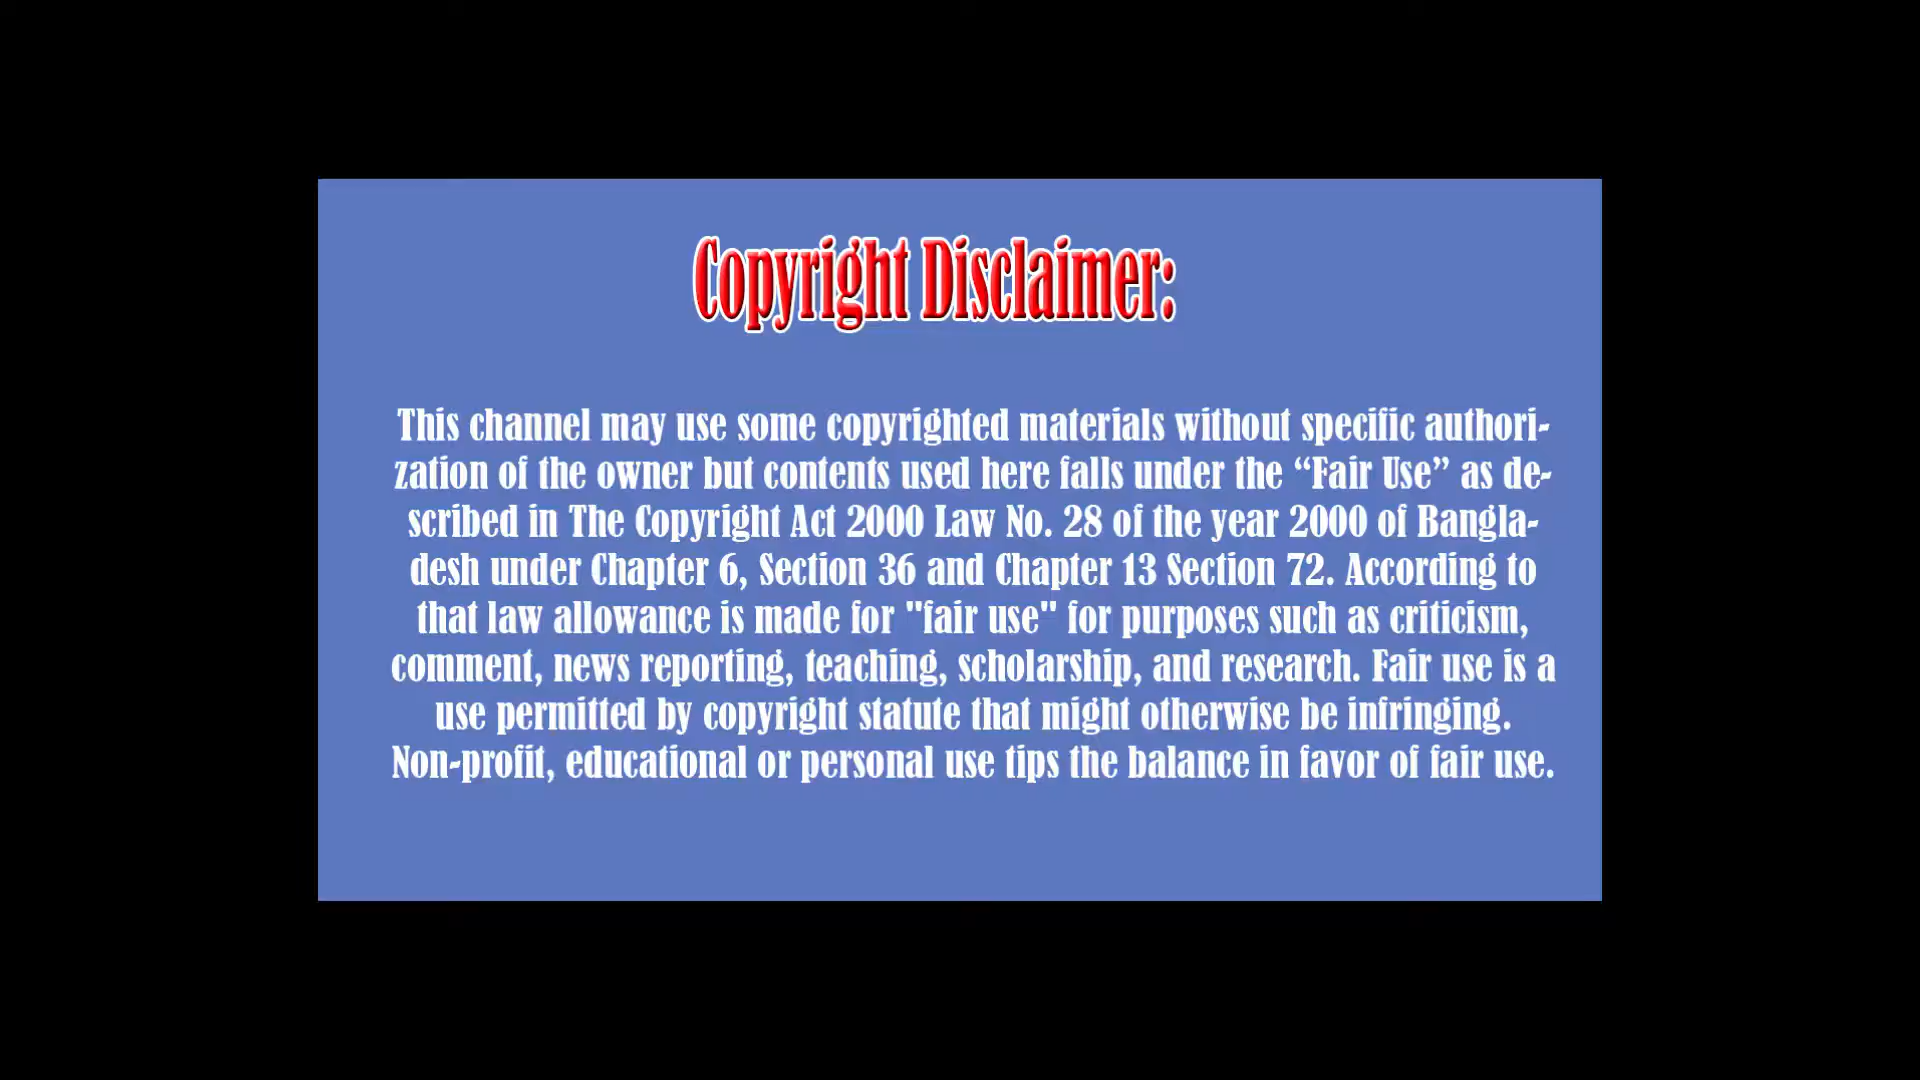 Copyright Disclaimer:
This channel may use some copyrighted materials without specific authori-
zation of the owner but contents used here falls under the “Fair Use” as de-
scribed in The Copyright Act 2000 Law No. 28 of the year 2000 of Bangla-
desh under Chapter 6, Section 36 and Chapter 13 Section 72. According to
that law allowance is made for "fair use" for purposes such as criticism,
comment, news reporting, teaching, scholarship, and research. Fair use is a
use permitted by copyright statute that might otherwise be infringing.
Non-profit, educational or personal use tips the balance in favor of fair use.